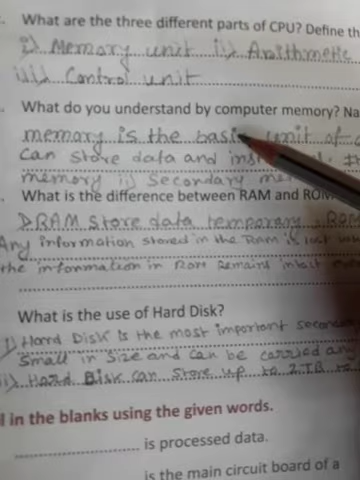 What are the three different parts of CPU? Define th
i) Memory unit ii) Arithmetic
iii) Control unit
What do you understand by computer memory? Na
memory is the basic unit of
can store data and
memory ii) secondary
What is the difference between RAM and ROM
RAM store data temporary ROM
Any information stored in the Ram is lost
the information in Rom Remains intact
What is the use of Hard Disk?
i) Hard Disk is the most important
Small in size and can be carried any
ii) Hard Disk can store up to 2 TB
l in the blanks using the given words.
is processed data.
is the main circuit board of a